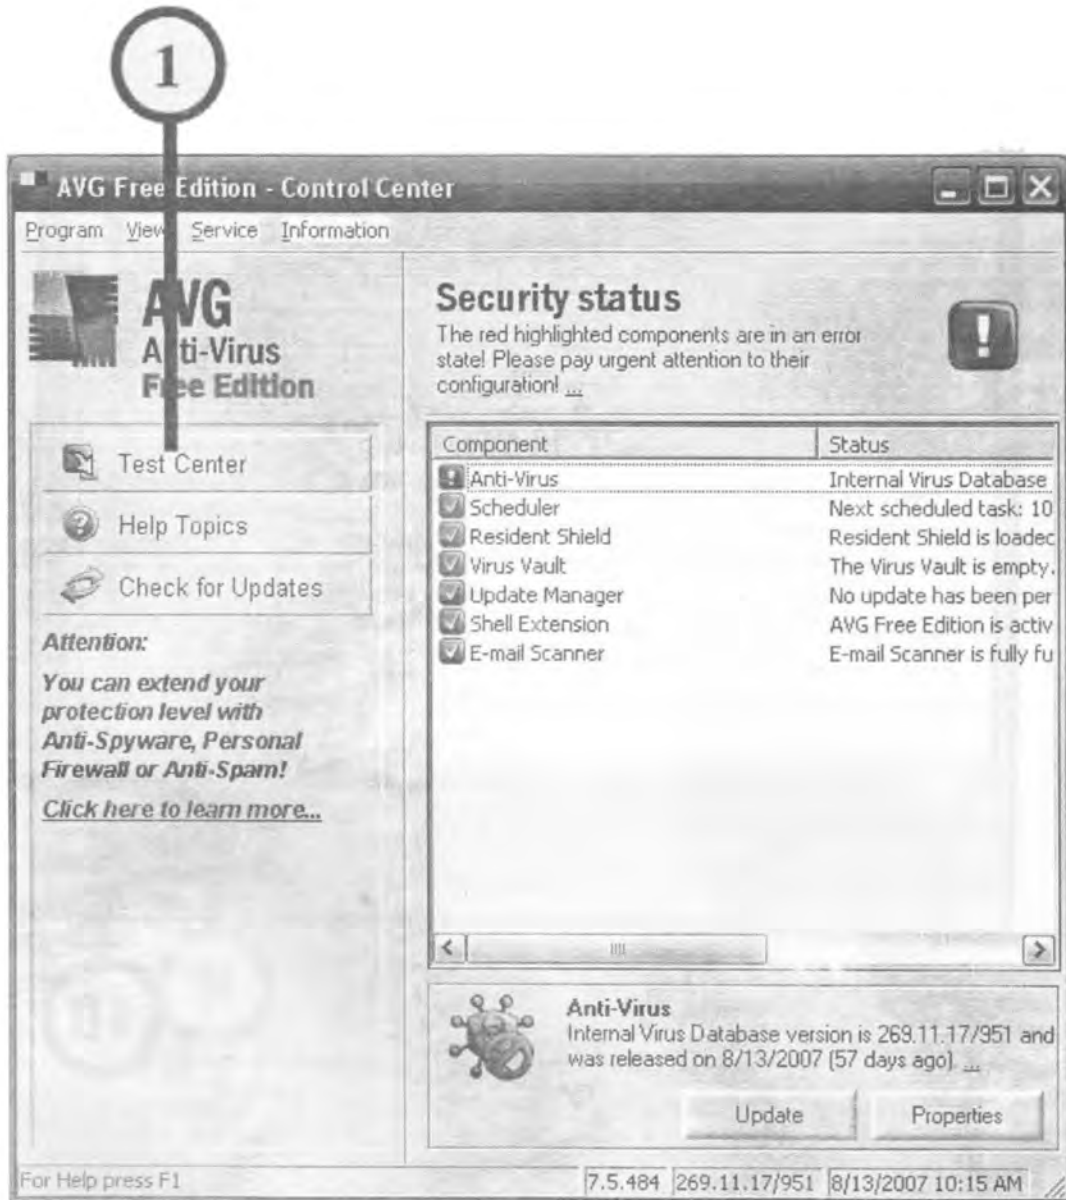 1
AVG Free Edition - Control Center
Program View Service Information
AVG
Anti-Virus
Free Edition
Test Center
Help Topics
Check for Updates
Attention:
You can extend your
protection level with
Anti-Spyware, Personal
Firewall or Anti-Spam!
Click here to learn more...
Security status
The red highlighted components are in an error
state! Please pay urgent attention to their
configuration! ...
Component Status
Anti-Virus Internal Virus Database
Scheduler Next scheduled task: 10
Resident Shield Resident Shield is loaded
Virus Vault The Virus Vault is empty.
Update Manager No update has been per
Shell Extension AVG Free Edition is activ
E-mail Scanner E-mail Scanner is fully fu
Anti-Virus
Internal Virus Database version is 269.11.17/951 and
was released on 8/13/2007 (57 days ago). ...
Update Properties
For Help press F1 7.5.484 269.11.17/951 8/13/2007 10:15 AM